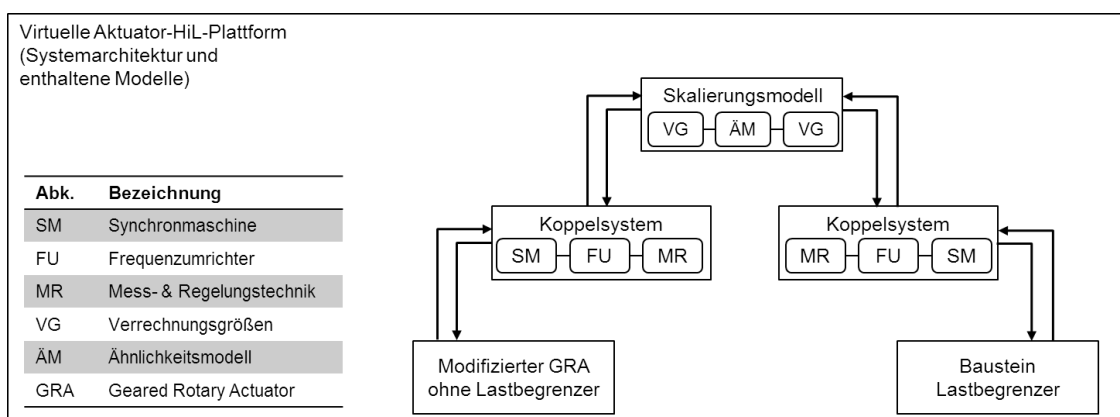 Virtuelle Aktuator-HiL-Plattform
(Systemarchitektur und
enthaltene Modelle)
Abk. Bezeichnung
SM Synchronmaschine
FU Frequenzumrichter
MR Mess- & Regelungstechnik
VG Verrechnungsgrößen
ÄM Ähnlichkeitsmodell
GRA Geared Rotary Actuator
Skalierungsmodell
VG ÄM VG
Koppelsystem
SM FU MR
Koppelsystem
MR FU SM
Modifizierter GRA
ohne Lastbegrenzer
Baustein
Lastbegrenzer